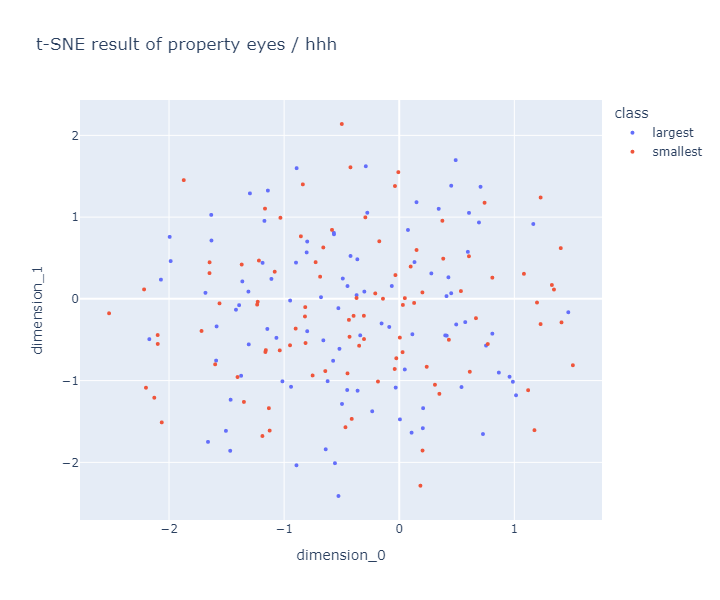 t-SNE result of property eyes / hhh
class
largest
smallest
2
1
0
−1
−2
dimension_1
−2
−1
0
1
dimension_0